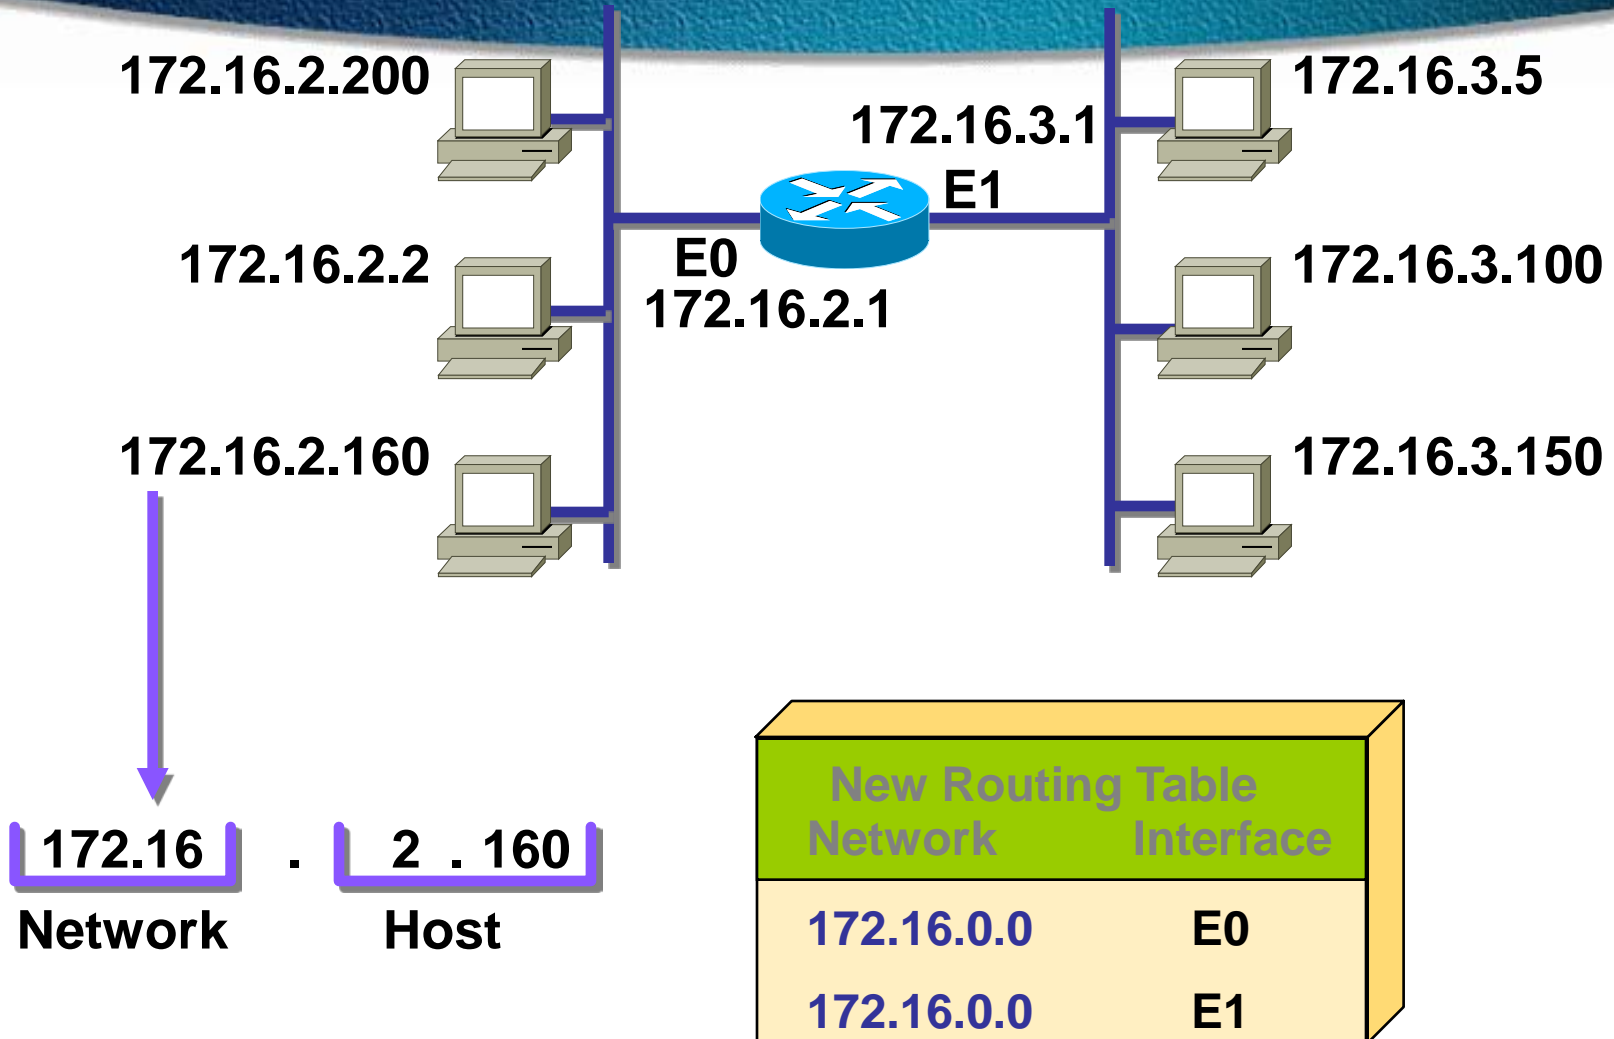 172.16.2.200
172.16.3.5
172.16.3.1
E1
172.16.2.2
E0
172.16.2.1
172.16.3.100
172.16.2.160
172.16.3.150
172.16 . 2 . 160
Network Host
New Routing Table
Network Interface
172.16.0.0 E0
172.16.0.0 E1